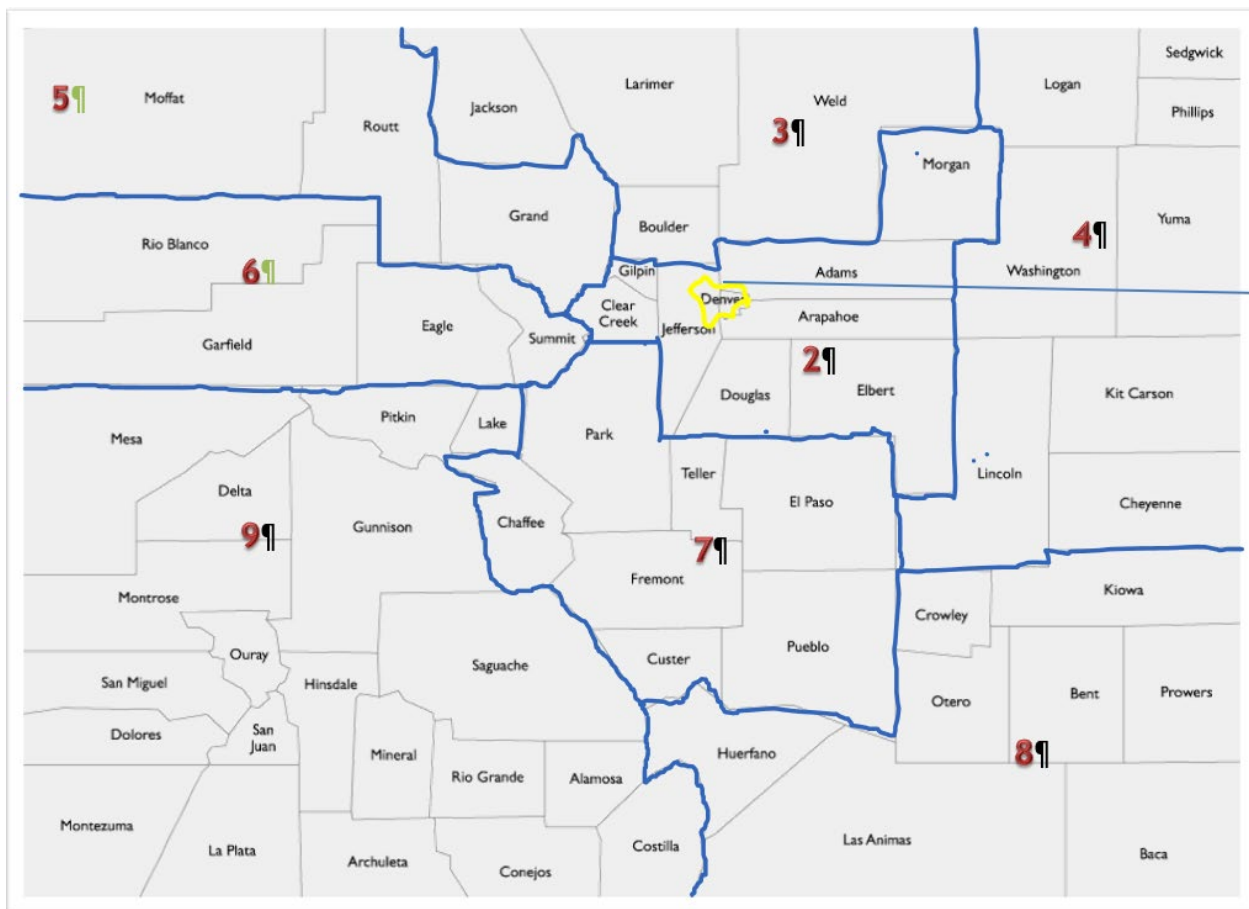 Sedgwick
Larimer
Logan
5¶
Moffat
Weld
Jackson
Phillips
Routt
3¶
Morgan
Grand
Yuma
Boulder
4¶
Rio Blanco
6¶
Gilpin
Adams
Washington
Denver
Clear
Creek
Arapahoe
Eagle
Jefferson
Summit
Garfield
2¶
Douglas
Elbert
Kit Carson
Pitkin
Lake
Park
Mesa
Teller
Lincoln
Delta
El Paso
Cheyenne
Gunnison
Chaffee
9¶
7¶
Fremont
Kiowa
Montrose
Crowley
Pueblo
Ouray
Custer
Saguache
San Miguel
Hinsdale
Otero
Bent
Prowers
San
Juan
Dolores
Mineral
Huerfano
8¶
Rio Grande
Alamosa
Montezuma
La Plata
Costilla
Las Animas
Archuleta
Conejos
Baca